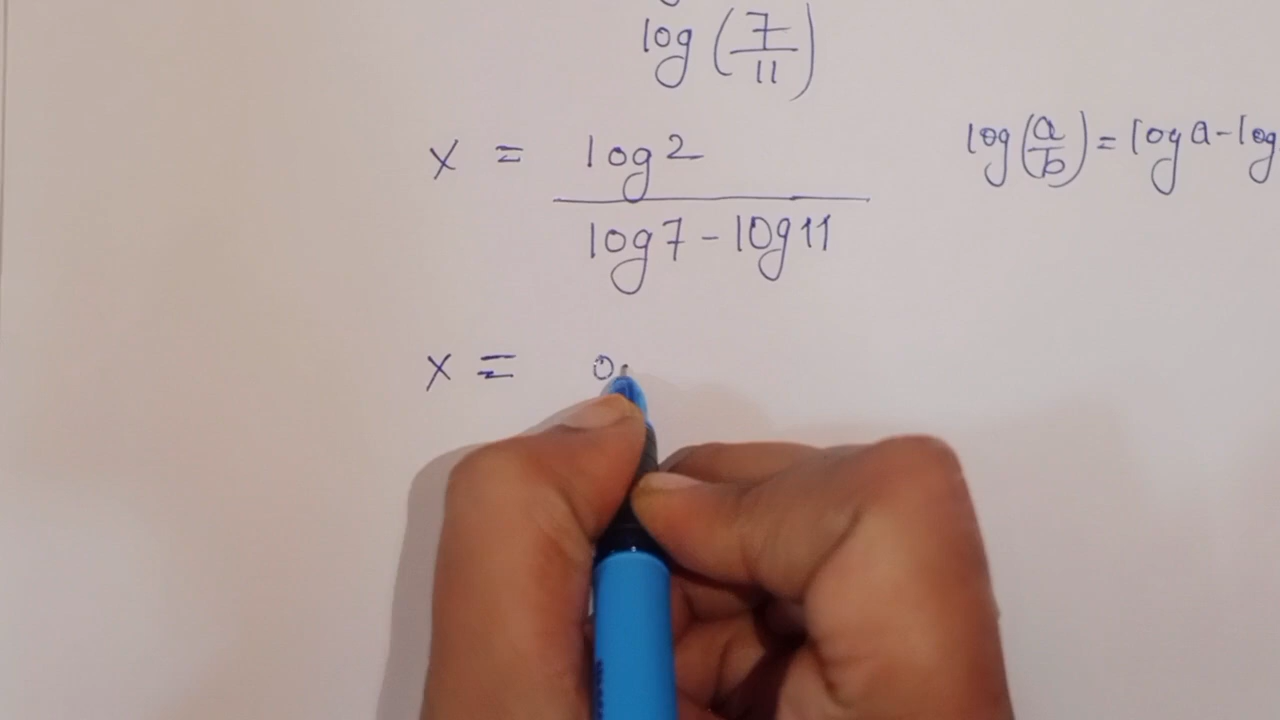 log (7/11)
x = log 2 / log 7 - log 11
log (a/b) = log a - log
x = 0.